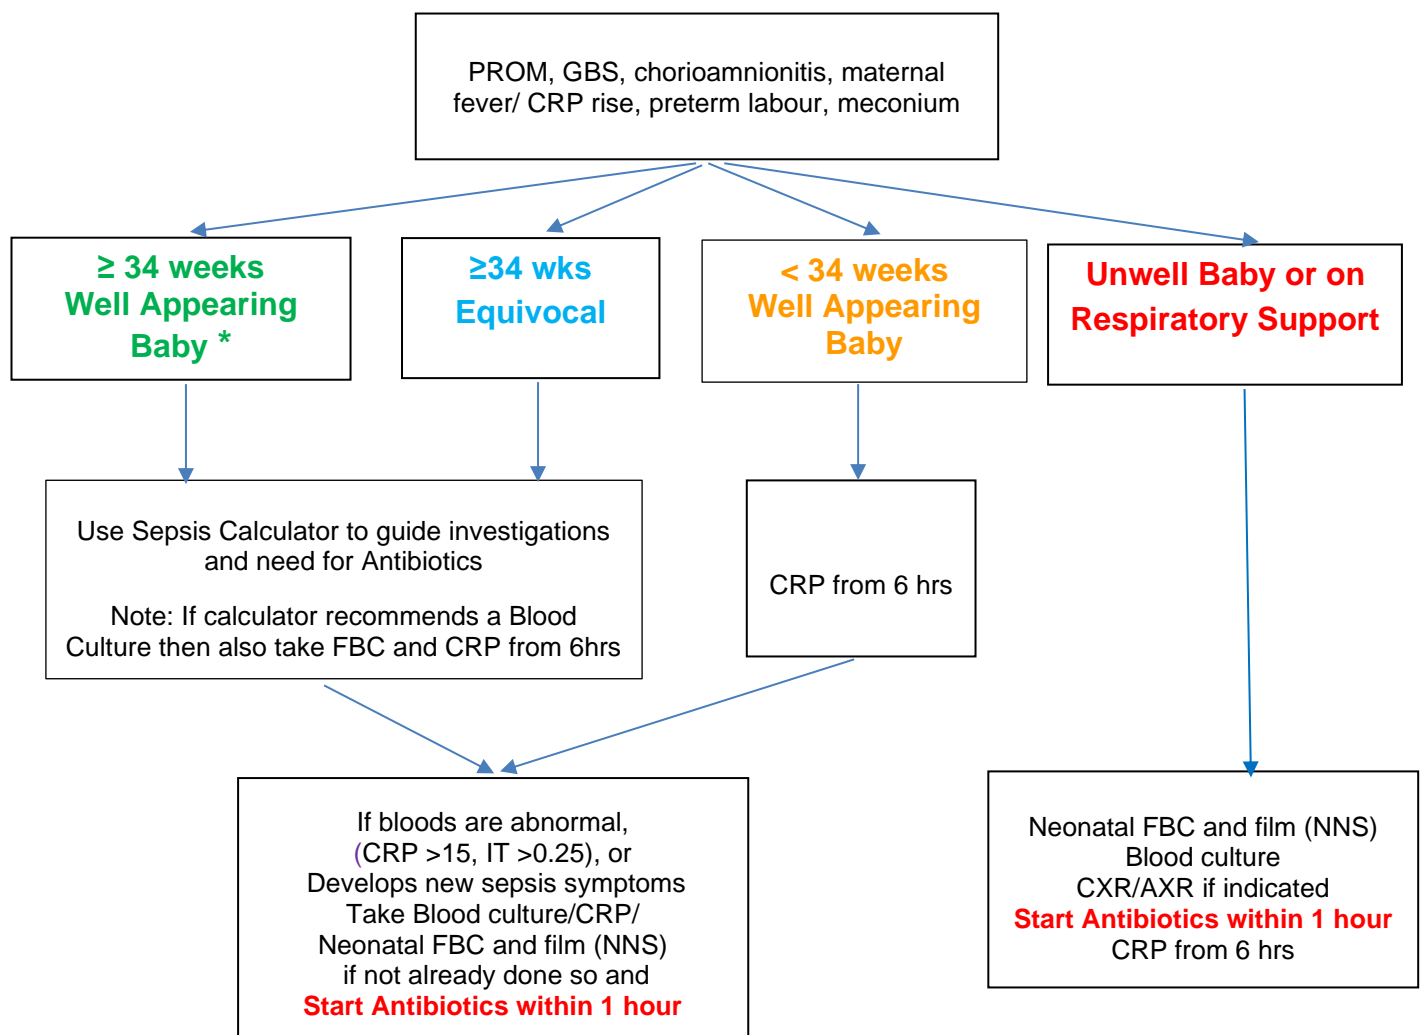 PROM, GBS, chorioamnionitis, maternal
fever/ CRP rise, preterm labour, meconium
≥ 34 weeks
Well Appearing
Baby *
≥34 wks
Equivocal
< 34 weeks
Well Appearing
Baby
Unwell Baby or on
Respiratory Support
Use Sepsis Calculator to guide investigations
and need for Antibiotics
Note: If calculator recommends a Blood
Culture then also take FBC and CRP from 6hrs
CRP from 6 hrs
If bloods are abnormal,
(CRP >15, IT >0.25), or
Develops new sepsis symptoms
Take Blood culture/CRP/
Neonatal FBC and film (NNS)
if not already done so and
Start Antibiotics within 1 hour
Neonatal FBC and film (NNS)
Blood culture
CXR/AXR if indicated
Start Antibiotics within 1 hour
CRP from 6 hrs